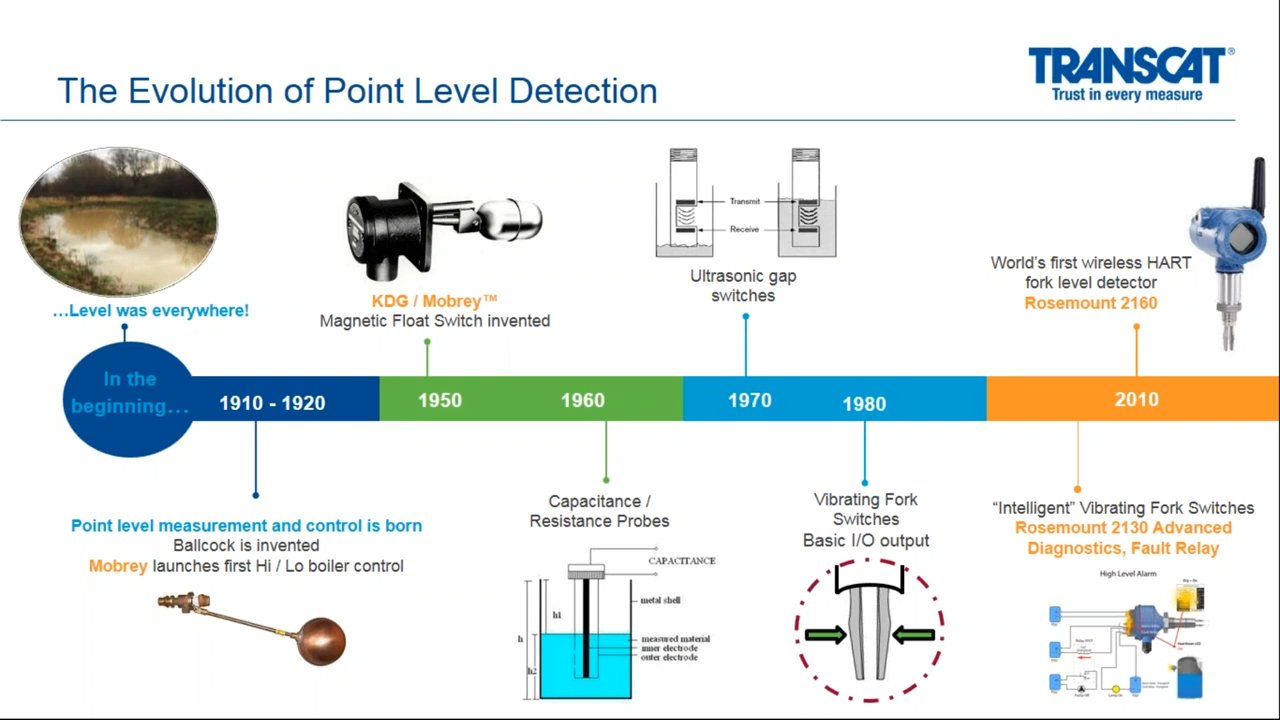 The Evolution of Point Level Detection
TRANSCAT®
Trust in every measure
…Level was everywhere!
KDG / Mobrey™
Magnetic Float Switch invented
Transmit
Receive
Ultrasonic gap
switches
World's first wireless HART
fork level detector
Rosemount 2160
In the
beginning…
1910 - 1920
1950
1960
1970
1980
2010
Point level measurement and control is born
Ballcock is invented
Mobrey launches first Hi / Lo boiler control
Capacitance /
Resistance Probes
CAPACITANCE
metal shell
h1
h
measured material
inner electrode
outer electrode
h2
Vibrating Fork
Switches
Basic I/O output
“Intelligent” Vibrating Fork Switches
Rosemount 2130 Advanced
Diagnostics, Fault Relay
High Level Alarm